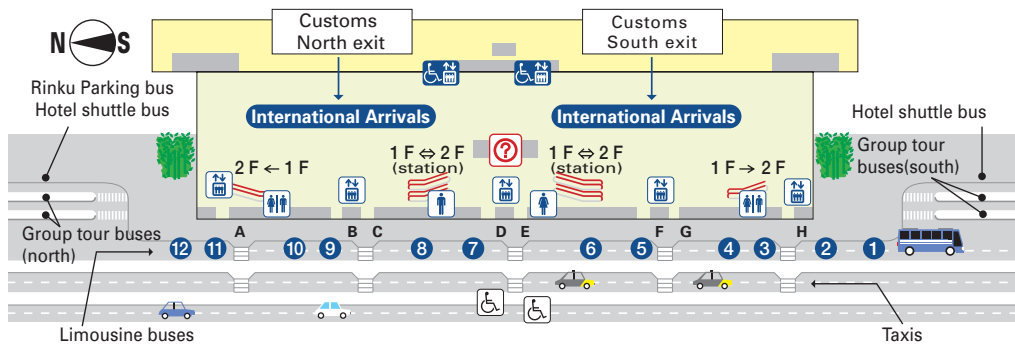 N S
Customs
North exit
Customs
South exit
Rinku Parking bus
Hotel shuttle bus
International Arrivals
International Arrivals
Hotel shuttle bus
Group tour
buses(south)
2 F ← 1 F
1 F ⇔ 2 F
(station)
?
1 F ⇔ 2 F
(station)
1 F → 2 F
Group tour buses
(north)
A B C D E F G H
12 11 10 9 8 7 6 5 4 3 2 1
Limousine buses
Taxis